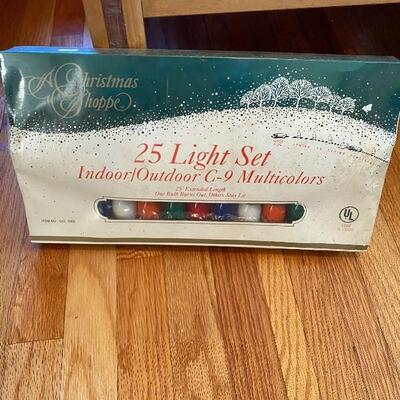 A Christmas
Shoppe
25 Light Set
Indoor/Outdoor C-9 Multicolors
25' Extended Length
One Bulb Burns Out, Others Stay Lit
UL